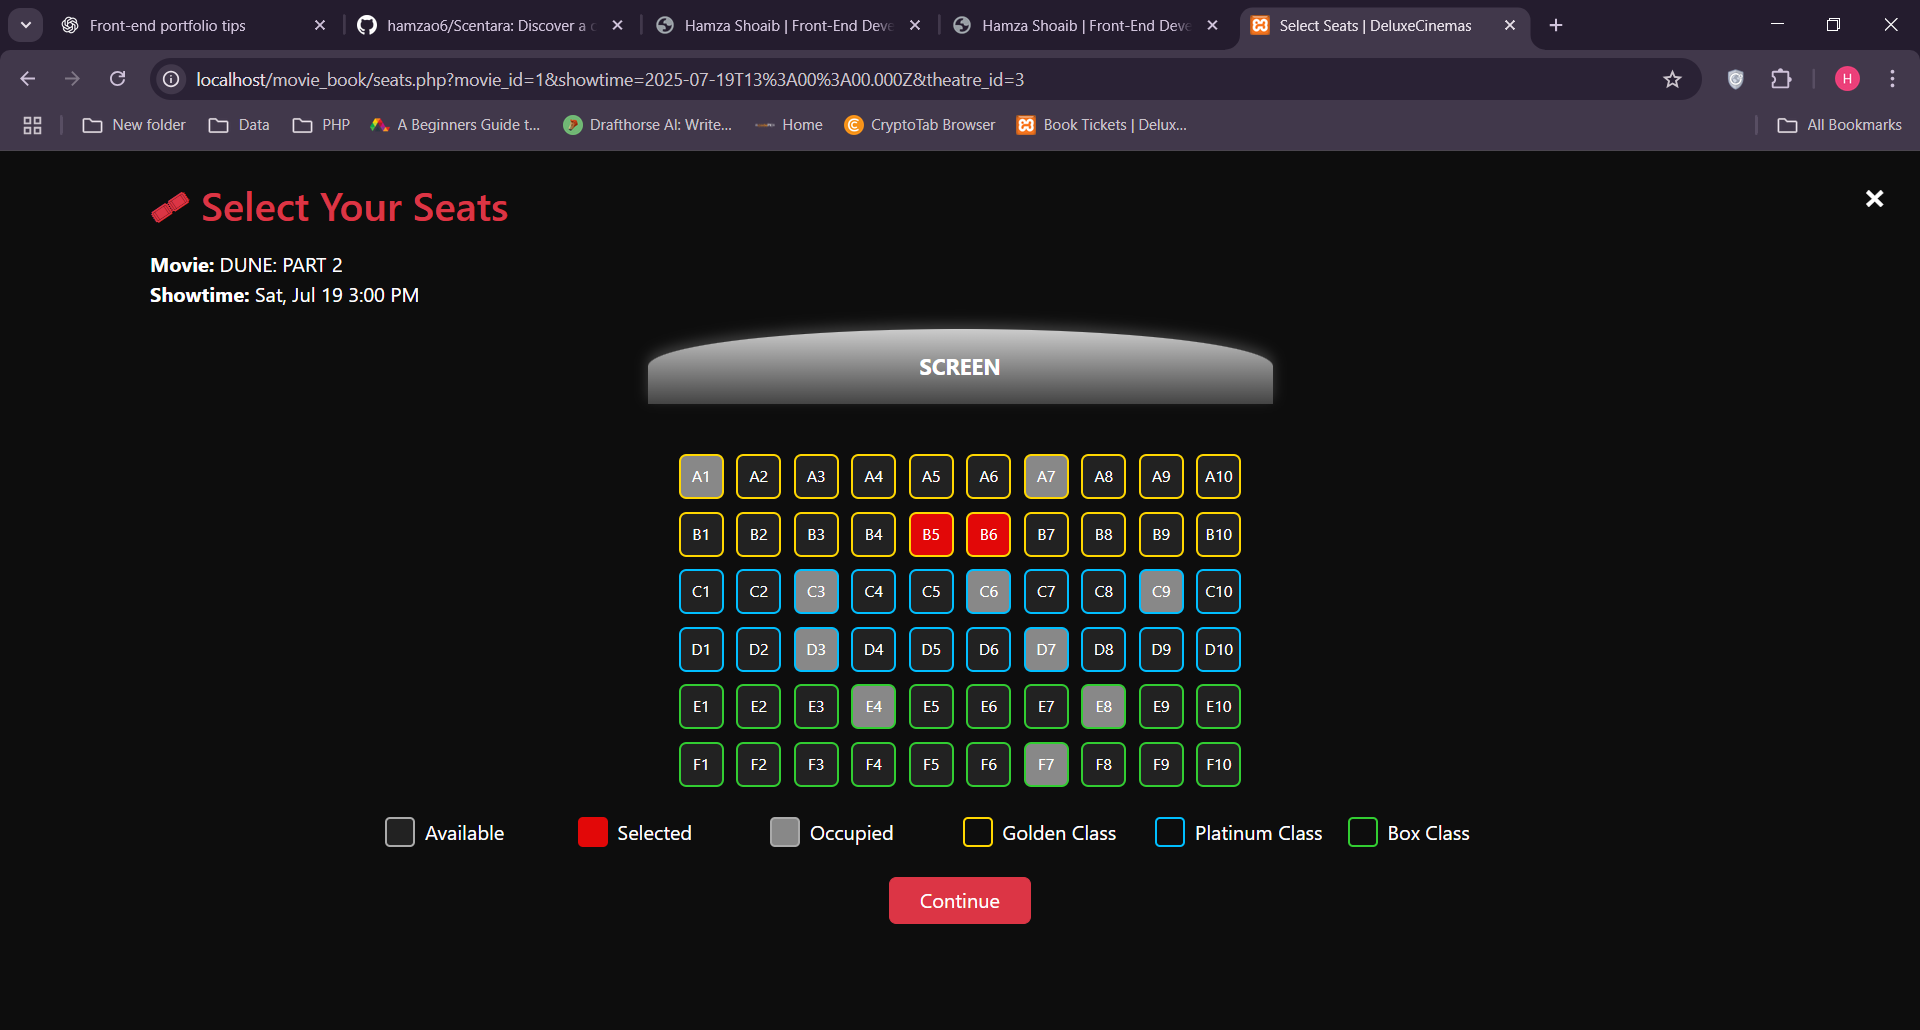 Front-end portfolio tips
hamzao6/Scentara: Discover a c
Hamza Shoaib | Front-End Deve
Hamza Shoaib | Front-End Deve
Select Seats | DeluxeCinemas
localhost/movie_book/seats.php?movie_id=1&showtime=2025-07-19T13%3A00%3A00.000Z&theatre_id=3
H
New folder
Data
PHP
A Beginners Guide t...
Drafthorse AI: Write...
Home
CryptoTab Browser
Book Tickets | Delux...
All Bookmarks
Select Your Seats
Movie: DUNE: PART 2
Showtime: Sat, Jul 19 3:00 PM
SCREEN
A1 A2 A3 A4 A5 A6 A7 A8 A9 A10
B1 B2 B3 B4 B5 B6 B7 B8 B9 B10
C1 C2 C3 C4 C5 C6 C7 C8 C9 C10
D1 D2 D3 D4 D5 D6 D7 D8 D9 D10
E1 E2 E3 E4 E5 E6 E7 E8 E9 E10
F1 F2 F3 F4 F5 F6 F7 F8 F9 F10
Available
Selected
Occupied
Golden Class
Platinum Class
Box Class
Continue